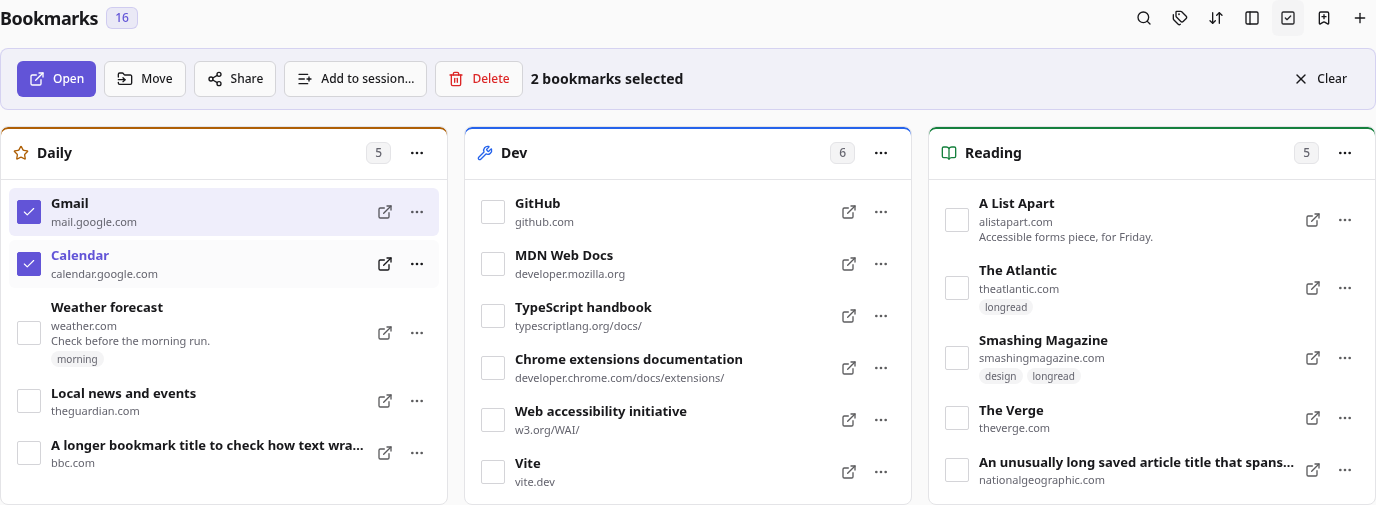 Bookmarks 16
Open Move Share Add to session... Delete 2 bookmarks selected Clear
Daily 5
Gmail
mail.google.com
Calendar
calendar.google.com
Weather forecast
weather.com
Check before the morning run.
morning
Local news and events
theguardian.com
A longer bookmark title to check how text wra...
bbc.com
Dev 6
GitHub
github.com
MDN Web Docs
developer.mozilla.org
TypeScript handbook
typescriptlang.org/docs/
Chrome extensions documentation
developer.chrome.com/docs/extensions/
Web accessibility initiative
w3.org/WAI/
Vite
vite.dev
Reading 5
A List Apart
alistapart.com
Accessible forms piece, for Friday.
The Atlantic
theatlantic.com
longread
Smashing Magazine
smashingmagazine.com
design longread
The Verge
theverge.com
An unusually long saved article title that spans...
nationalgeographic.com